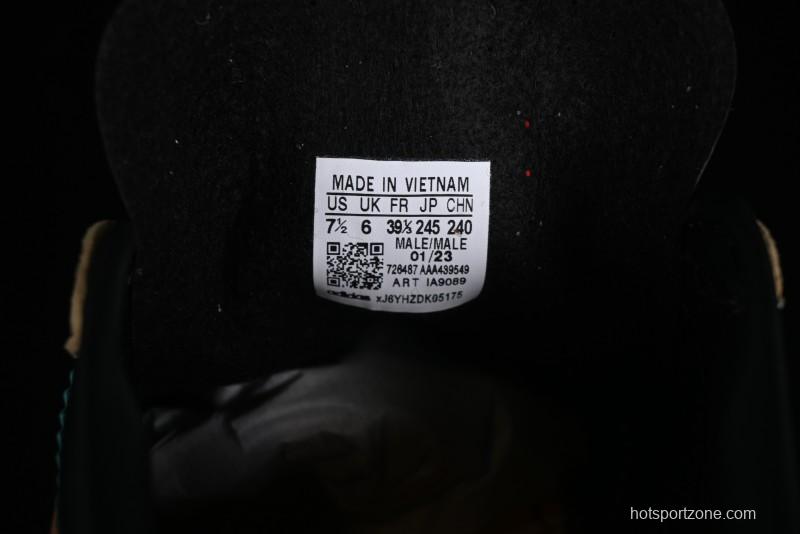 MADE IN VIETNAM
US UK FR JP CHN
7½ 6 39⅓ 245 240
MALE/MALE
01/23
726487 AAA439549
ART IA9089
adidas xJ6YHZDK05175
hotsportzone.com